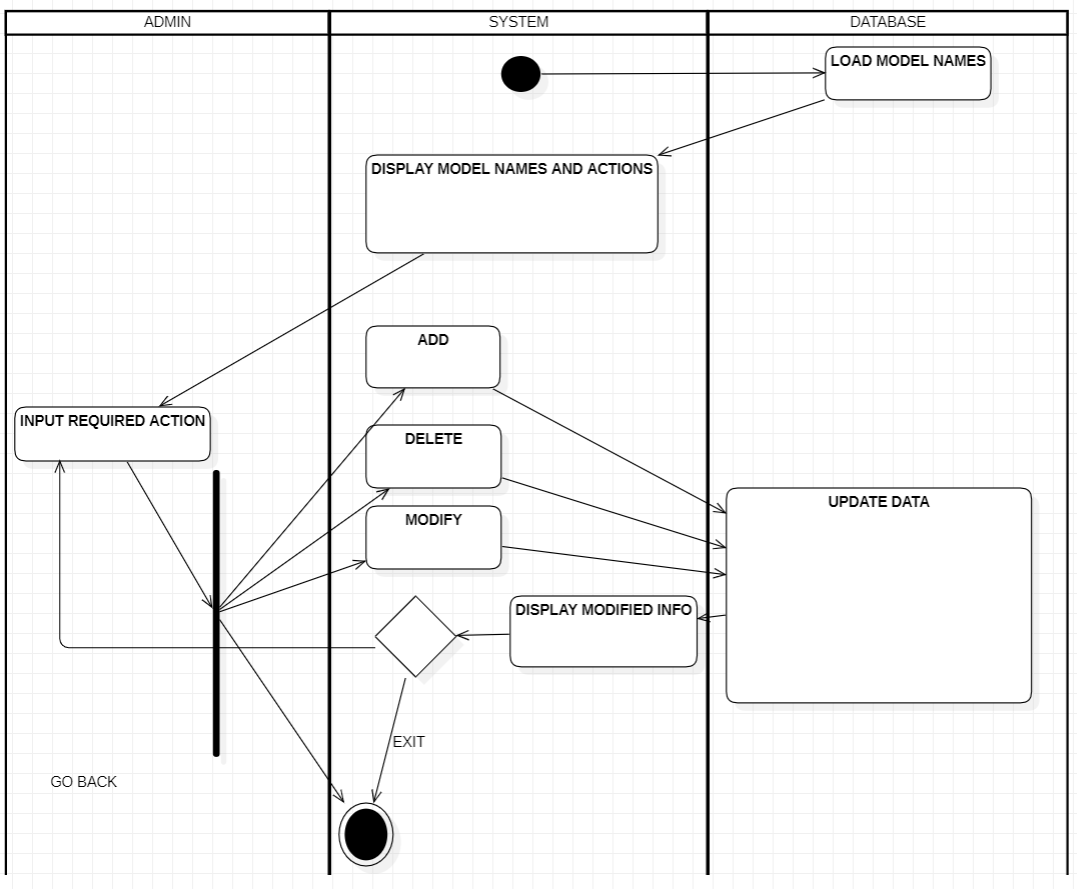 ADMIN
SYSTEM
DATABASE
LOAD MODEL NAMES
DISPLAY MODEL NAMES AND ACTIONS
ADD
INPUT REQUIRED ACTION
DELETE
UPDATE DATA
MODIFY
DISPLAY MODIFIED INFO
EXIT
GO BACK